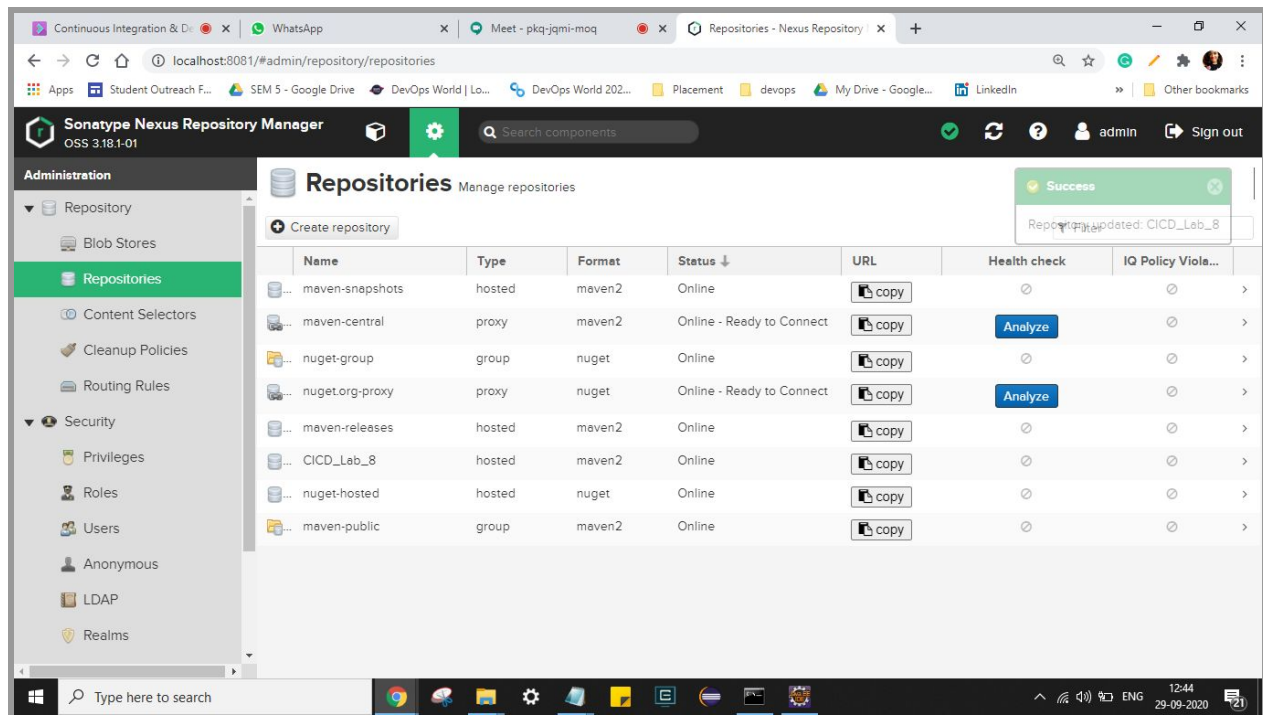 Continuous Integration & De
WhatsApp
Meet - pkq-jqmi-moq
Repositories - Nexus Repository
localhost:8081/#admin/repository/repositories
Apps
Student Outreach F...
SEM 5 - Google Drive
DevOps World | Lo...
DevOps World 202...
Placement
devops
My Drive - Google...
LinkedIn
»
Other bookmarks
Sonatype Nexus Repository Manager
OSS 3.18.1-01
Search components
admin
Sign out
Administration
Repository
Blob Stores
Repositories
Content Selectors
Cleanup Policies
Routing Rules
Security
Privileges
Roles
Users
Anonymous
LDAP
Realms
Repositories Manage repositories
Success
Repository updated: CICD_Lab_8
Create repository
Filter
Name Type Format Status URL Health check IQ Policy Viola...
maven-snapshots hosted maven2 Online copy
maven-central proxy maven2 Online - Ready to Connect copy Analyze
nuget-group group nuget Online copy
nuget.org-proxy proxy nuget Online - Ready to Connect copy Analyze
maven-releases hosted maven2 Online copy
CICD_Lab_8 hosted maven2 Online copy
nuget-hosted hosted nuget Online copy
maven-public group maven2 Online copy
Type here to search
ENG
12:44
29-09-2020
21